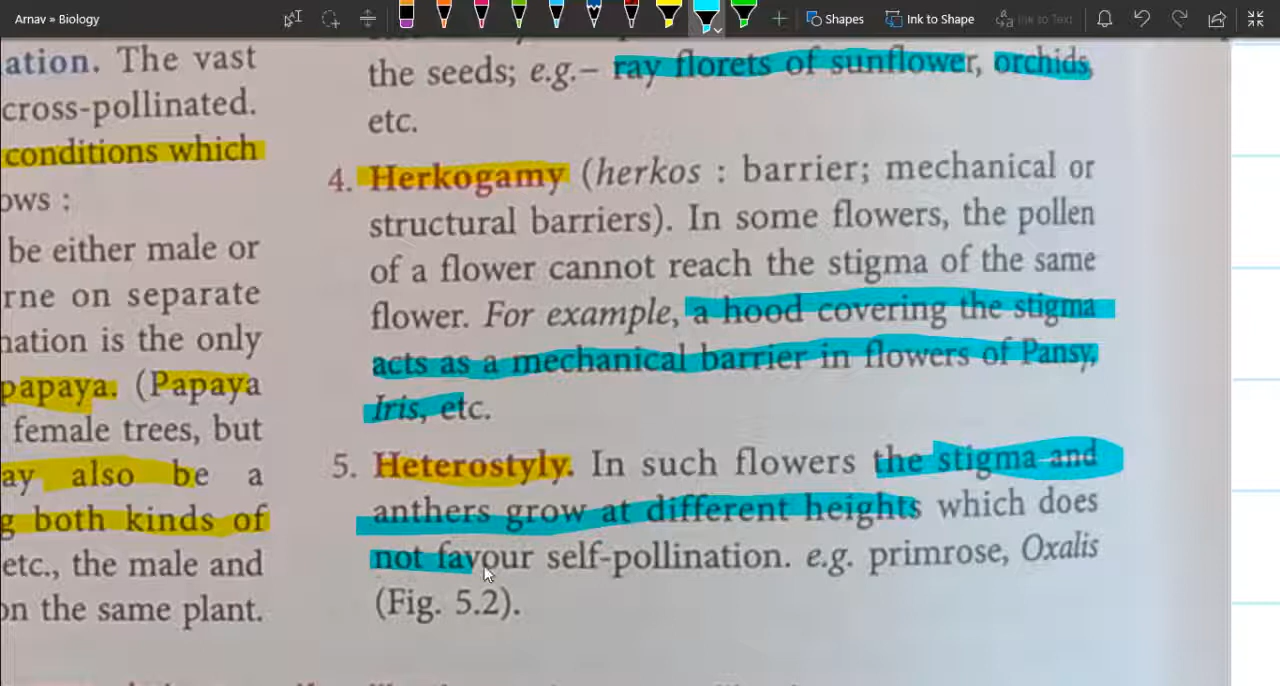 Arnav » Biology
Shapes
Ink to Shape
Ink to Text
ation. The vast
cross-pollinated.
conditions which
ows :
be either male or
rne on separate
nation is the only
papaya. (Papaya
female trees, but
ay also be a
g both kinds of
etc., the male and
on the same plant.
the seeds; e.g.– ray florets of sunflower, orchids,
etc.
4. Herkogamy (herkos : barrier; mechanical or
structural barriers). In some flowers, the pollen
of a flower cannot reach the stigma of the same
flower. For example, a hood covering the stigma
acts as a mechanical barrier in flowers of Pansy,
Iris, etc.
5. Heterostyly. In such flowers the stigma and
anthers grow at different heights which does
not favour self-pollination. e.g. primrose, Oxalis
(Fig. 5.2).